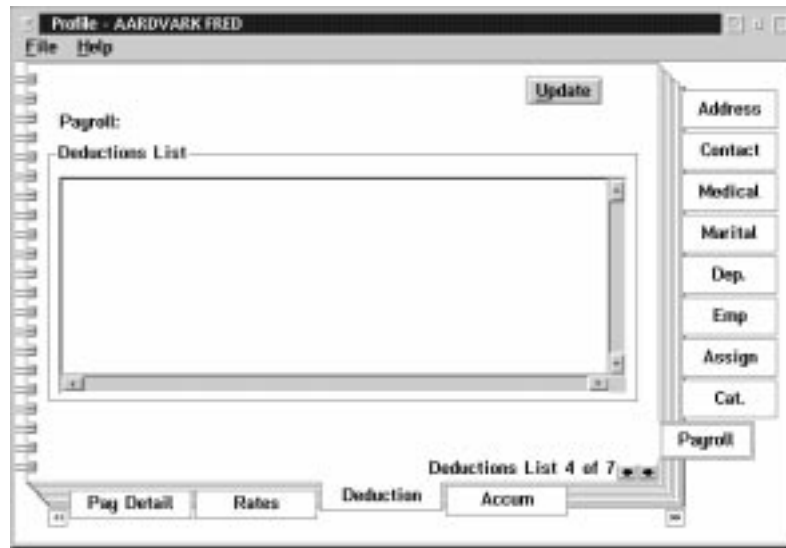 Profile - AARDVARK FRED
File Help
Update
Payroll:
Deductions List
Address
Contact
Medical
Marital
Dep.
Emp
Assign
Cat.
Payroll
Deductions List 4 of 7
Pay Detail Rates Deduction Accum